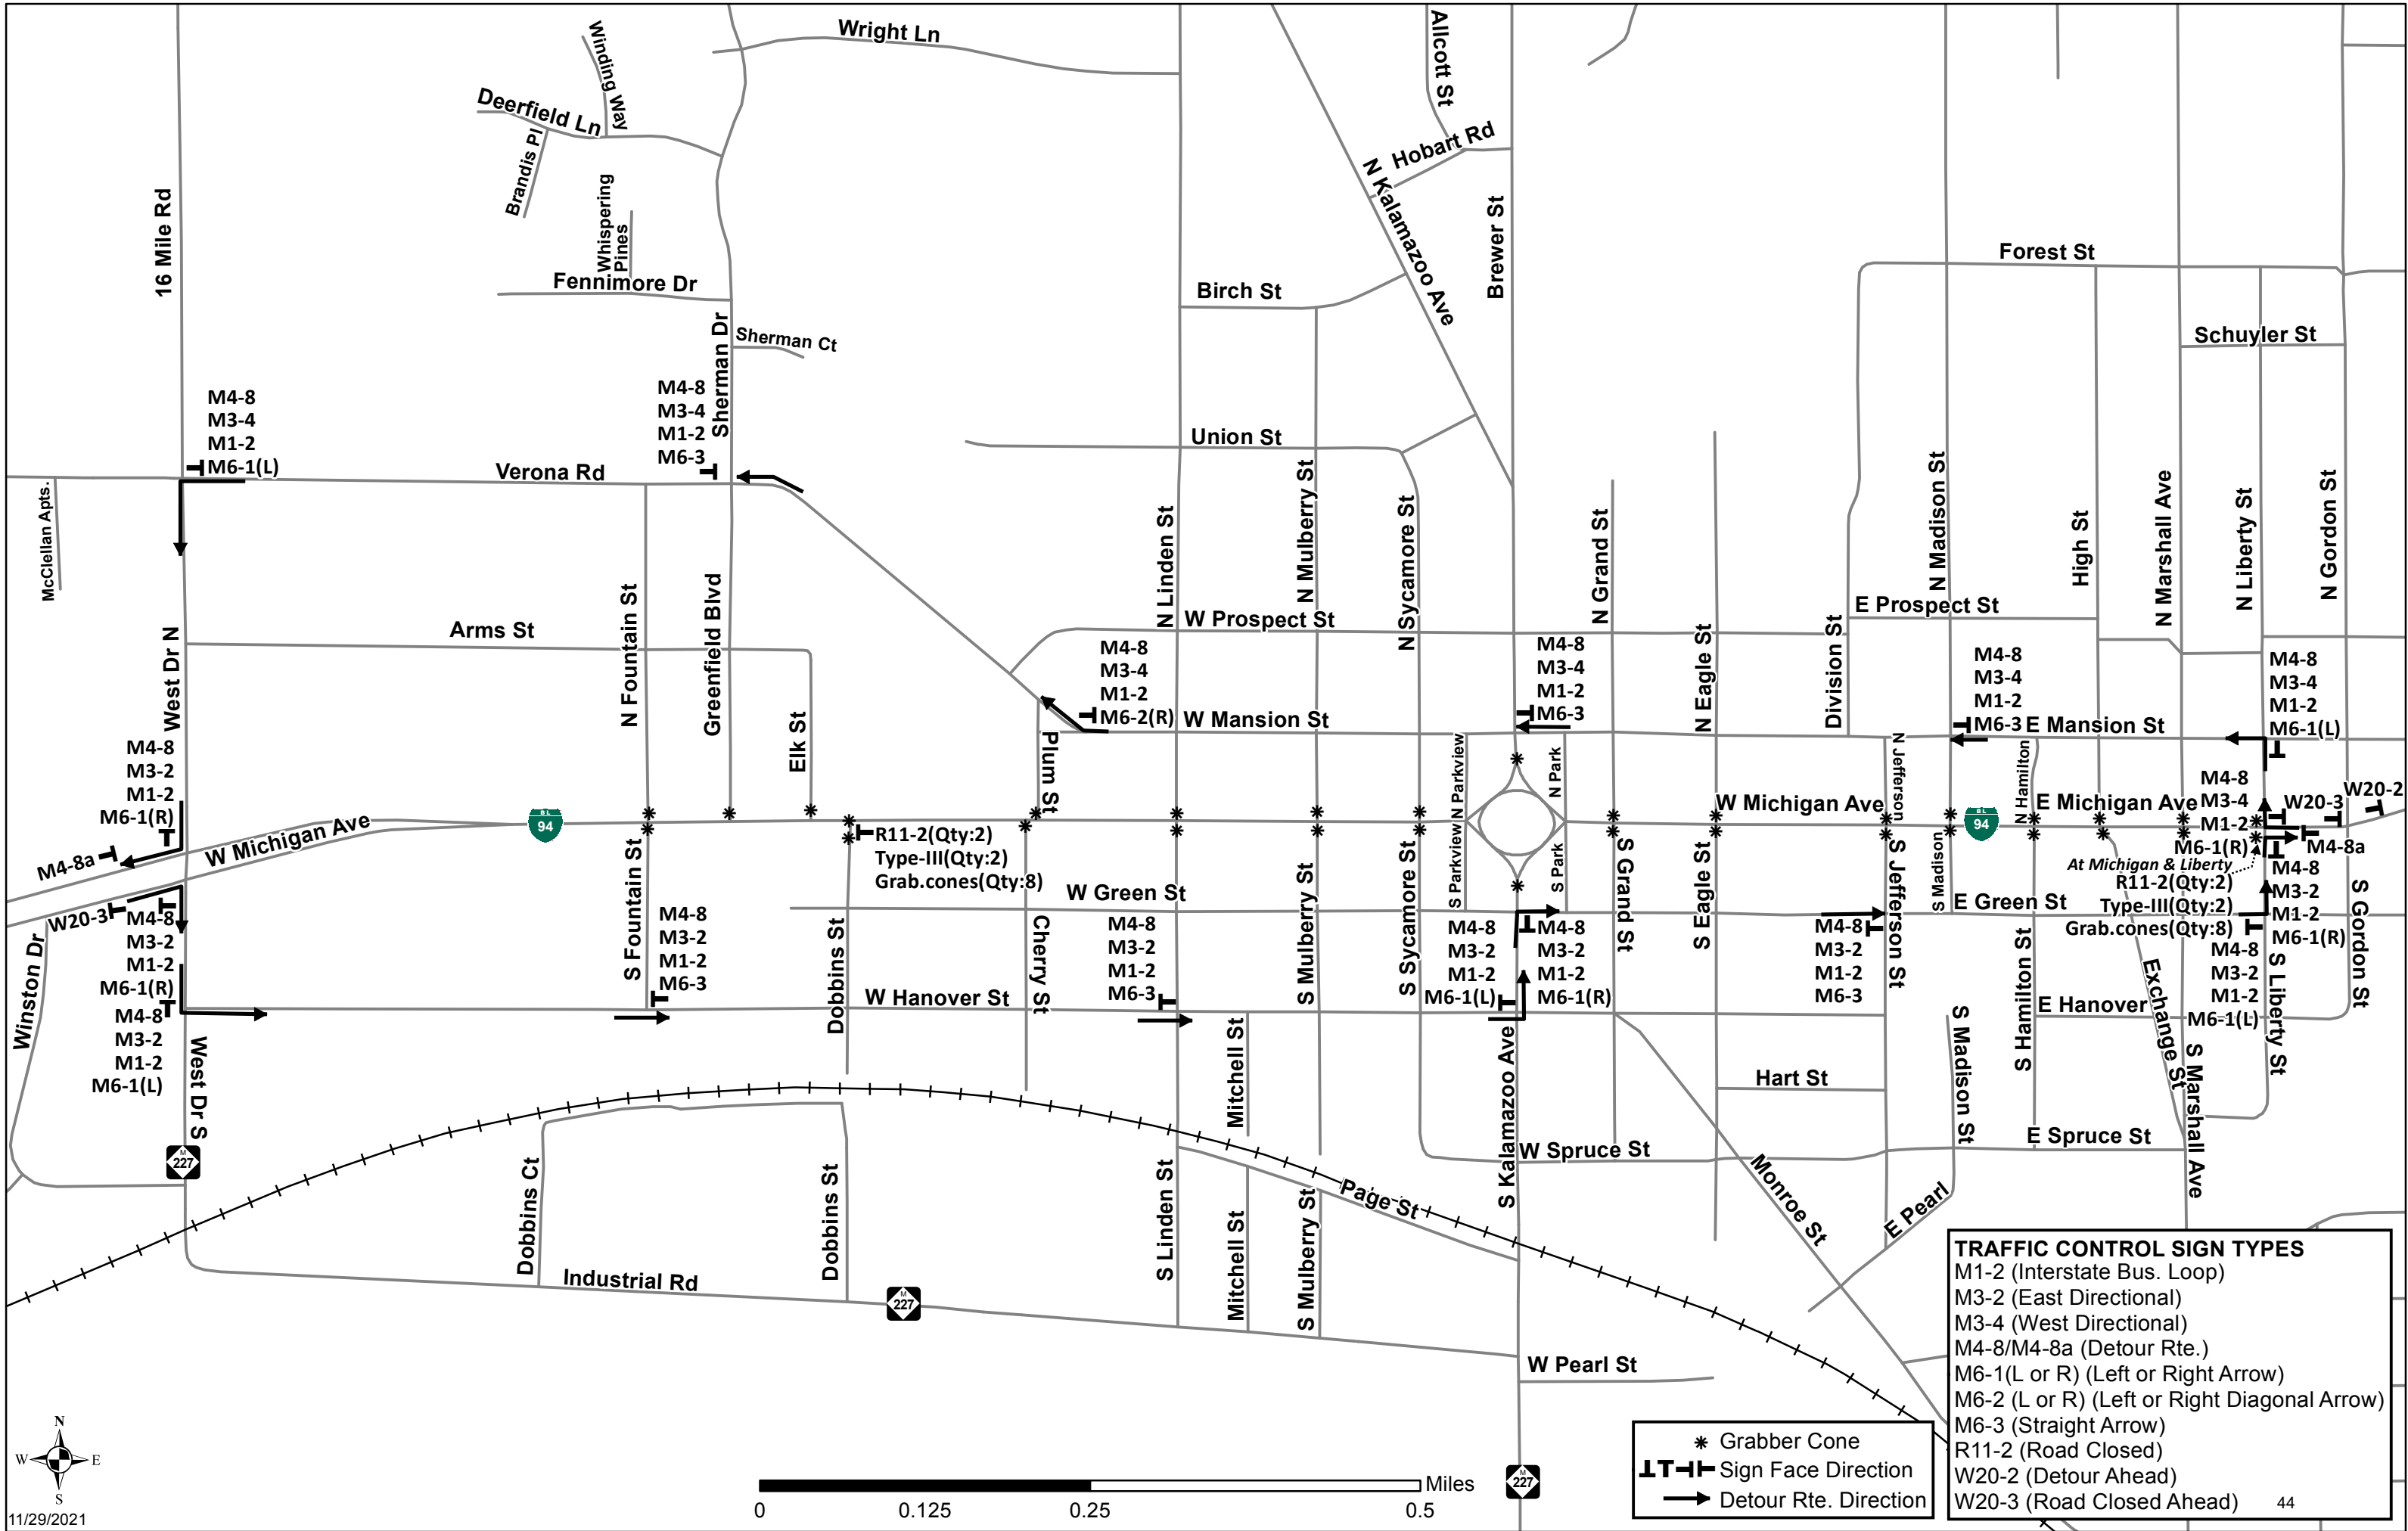 Wright Ln
Winding Way
Deerfield Ln
Brandis Pl
Whispering
Pines
Fennimore Dr
16 Mile Rd
Sherman Dr
Sherman Ct
Allcott St
Hobart Rd
N Kalamazoo Ave
Brewer St
Birch St
Forest St
Schuyler St
M4-8
M3-4
M1-2
M6-1(L)
M4-8
M3-4
M1-2
M6-3
Verona Rd
McClellan Apts.
Union St
N Linden St
N Mulberry St
N Sycamore St
N Grand St
N Eagle St
Division St
N Madison St
High St
N Marshall Ave
N Liberty St
N Gordon St
Arms St
West Dr N
N Fountain St
Greenfield Blvd
Elk St
Plum St
W Prospect St
E Prospect St
M4-8
M3-4
M1-2
M6-2(R)
W Mansion St
M4-8
M3-4
M1-2
M6-3
M4-8
M3-4
M1-2
M6-3
E Mansion St
M4-8
M3-4
M1-2
M6-1(L)
M4-8
M3-2
M1-2
M6-1(R)
M4-8a
W Michigan Ave
BL
94
R11-2(Qty:2)
Type-III(Qty:2)
Grab.cones(Qty:8)
N Parkview
S Parkview
N Park
S Park
W Michigan Ave
N Jefferson
N Hamilton
BL
94
E Michigan Ave
M4-8
M3-4
M1-2
M6-1(R)
W20-3
W20-2
M4-8a
At Michigan & Liberty
R11-2(Qty:2)
Type-III(Qty:2)
Grab.cones(Qty:8)
M4-8
M3-2
M1-2
M6-1(R)
W20-3
M4-8
M3-2
M1-2
M6-1(R)
M4-8
M3-2
M1-2
M6-1(L)
Winston Dr
West Dr S
M
227
S Fountain St
M4-8
M3-2
M1-2
M6-3
Dobbins St
W Hanover St
Cherry St
W Green St
M4-8
M3-2
M1-2
M6-3
S Mulberry St
S Sycamore St
M4-8
M3-2
M1-2
M6-1(L)
M4-8
M3-2
M1-2
M6-1(R)
S Grand St
S Eagle St
M4-8
M3-2
M1-2
M6-3
S Jefferson St
S Madison
E Green St
S Hamilton St
Exchange St
E Hanover
M4-8
M3-2
M1-2
M6-1(L)
S Liberty St
S Gordon St
Mitchell St
S Kalamazoo Ave
Hart St
S Madison St
S Marshall Ave
E Spruce St
W Spruce St
Monroe St
E Pearl
Page St
Dobbins Ct
Dobbins St
S Linden St
Mitchell St
S Mulberry St
Industrial Rd
M
227
W Pearl St
M
227
TRAFFIC CONTROL SIGN TYPES
M1-2 (Interstate Bus. Loop)
M3-2 (East Directional)
M3-4 (West Directional)
M4-8/M4-8a (Detour Rte.)
M6-1(L or R) (Left or Right Arrow)
M6-2 (L or R) (Left or Right Diagonal Arrow)
M6-3 (Straight Arrow)
R11-2 (Road Closed)
W20-2 (Detour Ahead)
W20-3 (Road Closed Ahead)
44
Grabber Cone
Sign Face Direction
Detour Rte. Direction
Miles
0 0.125 0.25 0.5
N
W E
S
11/29/2021